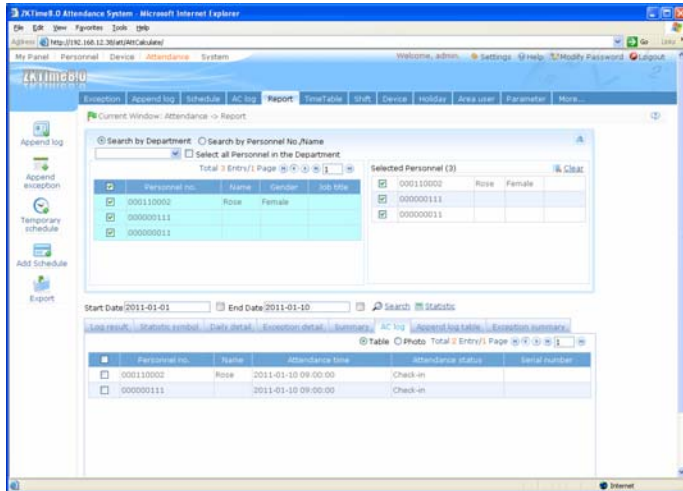 ZKTime8.0 Attendance System - Microsoft Internet Explorer
File Edit View Favorites Tools Help
Address http://192.168.12.38/att/AttCalculate/ Go Links
My Panel Personnel Device Attendance System Welcome, admin. Settings Help Modify Password Logout
ZKTime8.0
Exception Append log Schedule AC log Report TimeTable Shift Device Holiday Area user Parameter More...
Current Window: Attendance -> Report
Append log
Append exception
Temporary schedule
Add Schedule
Export
Search by Department Search by Personnel No./Name
Select all Personnel in the Department
Total 3 Entry/1 Page 1
Personnel no. Name Gender Job title
000110002 Rose Female
000000111
000000011
Selected Personnel (3) Clear
000110002 Rose Female
000000111
000000011
Start Date 2011-01-01 End Date 2011-01-10 Search Statistic
Log result Statistic symbol Daily detail Exception detail Summary AC log Append log table Exception summary
Table Photo Total 2 Entry/1 Page 1
Personnel no. Name Attendance time Attendance status Serial number
000110002 Rose 2011-01-10 09:00:00 Check-in
000000111 2011-01-10 09:00:00 Check-in
Internet